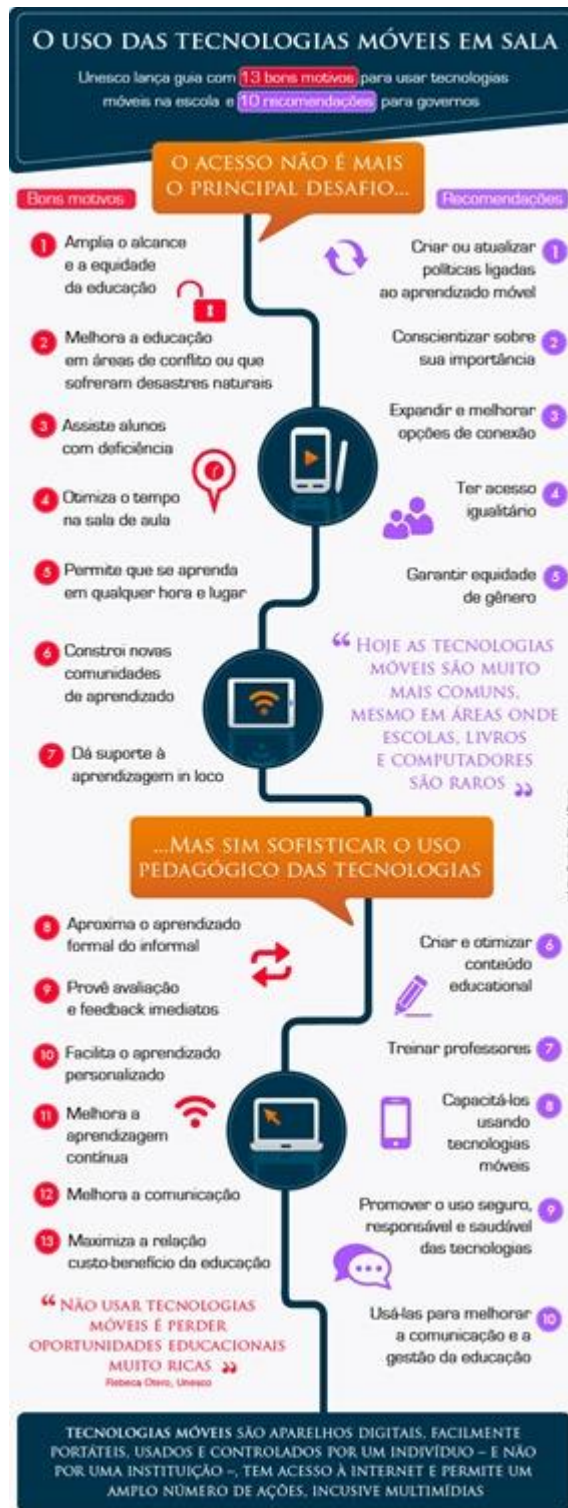 O USO DAS TECNOLOGIAS MÓVEIS EM SALA
Unesco lança guia com 13 bons motivos para usar tecnologias
móveis na escola e 10 recomendações para governos
O ACESSO NÃO É MAIS
O PRINCIPAL DESAFIO...
Bons motivos
1 Amplia o alcance
e a equidade
da educação
2 Melhora a educação
em áreas de conflito ou que
sofreram desastres naturais
3 Assiste alunos
com deficiência
4 Otimiza o tempo
na sala de aula
5 Permite que se aprenda
em qualquer hora e lugar
6 Constroi novas
comunidades
de aprendizado
7 Dá suporte à
aprendizagem in loco
Recomendações
Criar ou atualizar 1
políticas ligadas
ao aprendizado móvel
Conscientizar sobre 2
sua importância
Expandir e melhorar 3
opções de conexão
Ter acesso 4
igualitário
Garantir equidade 5
de gênero
“ HOJE AS TECNOLOGIAS
MÓVEIS SÃO MUITO
MAIS COMUNS,
MESMO EM ÁREAS ONDE
ESCOLAS, LIVROS
E COMPUTADORES
SÃO RAROS ”
...MAS SIM SOFISTICAR O USO
PEDAGÓGICO DAS TECNOLOGIAS
8 Aproxima o aprendizado
formal do informal
9 Provê avaliação
e feedback imediatos
10 Facilita o aprendizado
personalizado
11 Melhora a
aprendizagem
contínua
12 Melhora a comunicação
13 Maximiza a relação
custo-benefício da educação
“ NÃO USAR TECNOLOGIAS
MÓVEIS É PERDER
OPORTUNIDADES EDUCACIONAIS
MUITO RICAS ”
Rebeca Otero, Unesco
Criar e otimizar 6
conteúdo
educational
Treinar professores 7
Capacitá-los 8
usando
tecnologias
móveis
Promover o uso seguro, 9
responsável e saudável
das tecnologias
Usá-las para melhorar 10
a comunicação e a
gestão da educação
TECNOLOGIAS MÓVEIS SÃO APARELHOS DIGITAIS, FACILMENTE
PORTÁTEIS, USADOS E CONTROLADOS POR UM INDIVÍDUO – E NÃO
POR UMA INSTITUIÇÃO –, TEM ACESSO À INTERNET E PERMITE UM
AMPLO NÚMERO DE AÇÕES, INCUSIVE MULTIMÍDIAS